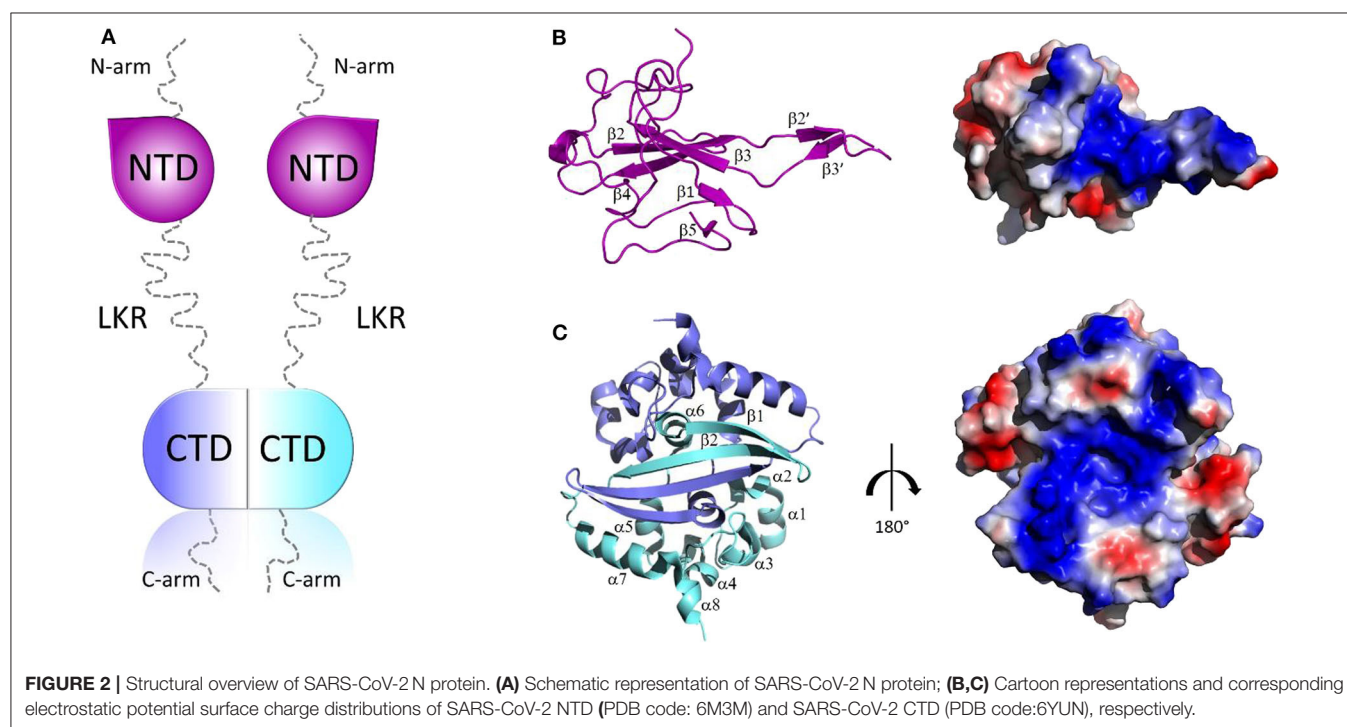 A
N-arm
N-arm
NTD
NTD
LKR
LKR
CTD
CTD
C-arm
C-arm
B
β2
β3
β2'
β3'
β4
β1
β5
C
α6
β1
β2
α2
α1
α5
α3
α7
α4
α8
180°
FIGURE 2 | Structural overview of SARS-CoV-2 N protein. (A) Schematic representation of SARS-CoV-2 N protein; (B,C) Cartoon representations and corresponding
electrostatic potential surface charge distributions of SARS-CoV-2 NTD (PDB code: 6M3M) and SARS-CoV-2 CTD (PDB code:6YUN), respectively.